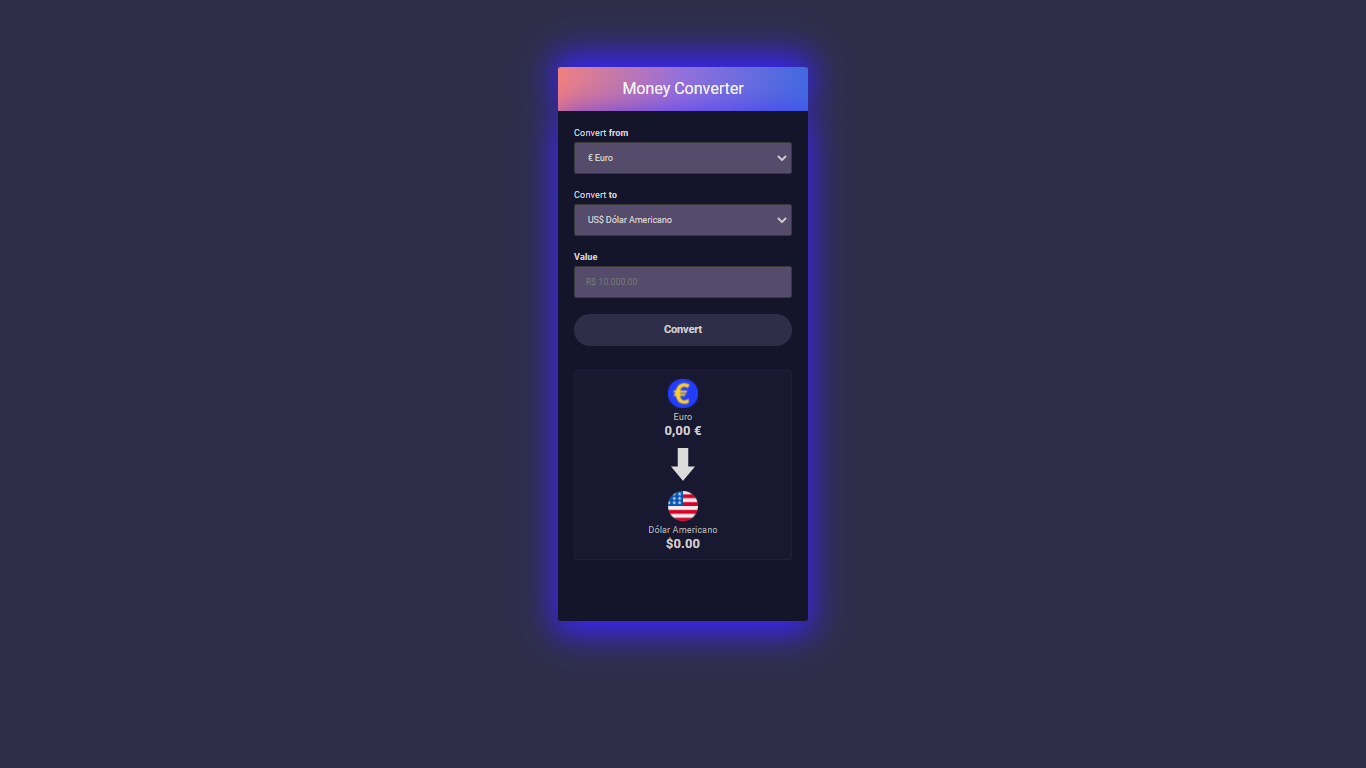 Money Converter
Convert from
€ Euro
Convert to
US$ Dólar Americano
Value
R$ 10.000,00
Convert
€
Euro
0,00 €
Dólar Americano
$0.00